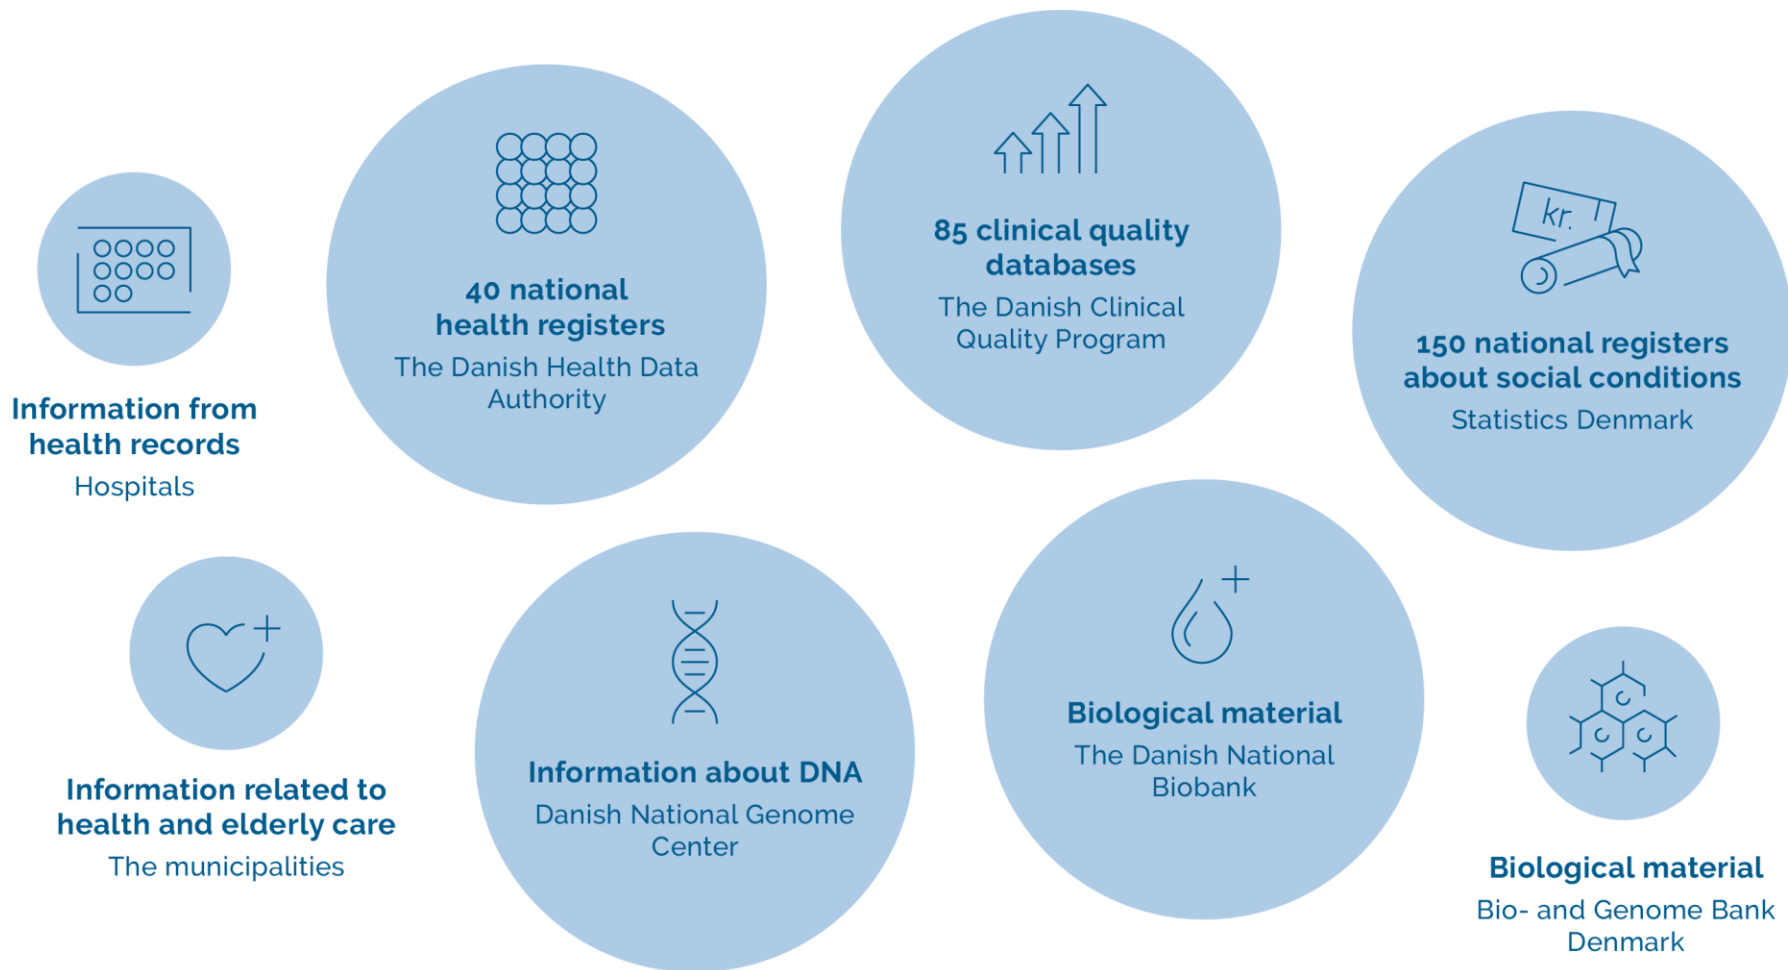 Information from
health records
Hospitals
40 national
health registers
The Danish Health Data
Authority
85 clinical quality
databases
The Danish Clinical
Quality Program
kr.
150 national registers
about social conditions
Statistics Denmark
Information related to
health and elderly care
The municipalities
Information about DNA
Danish National Genome
Center
Biological material
The Danish National
Biobank
Biological material
Bio- and Genome Bank
Denmark